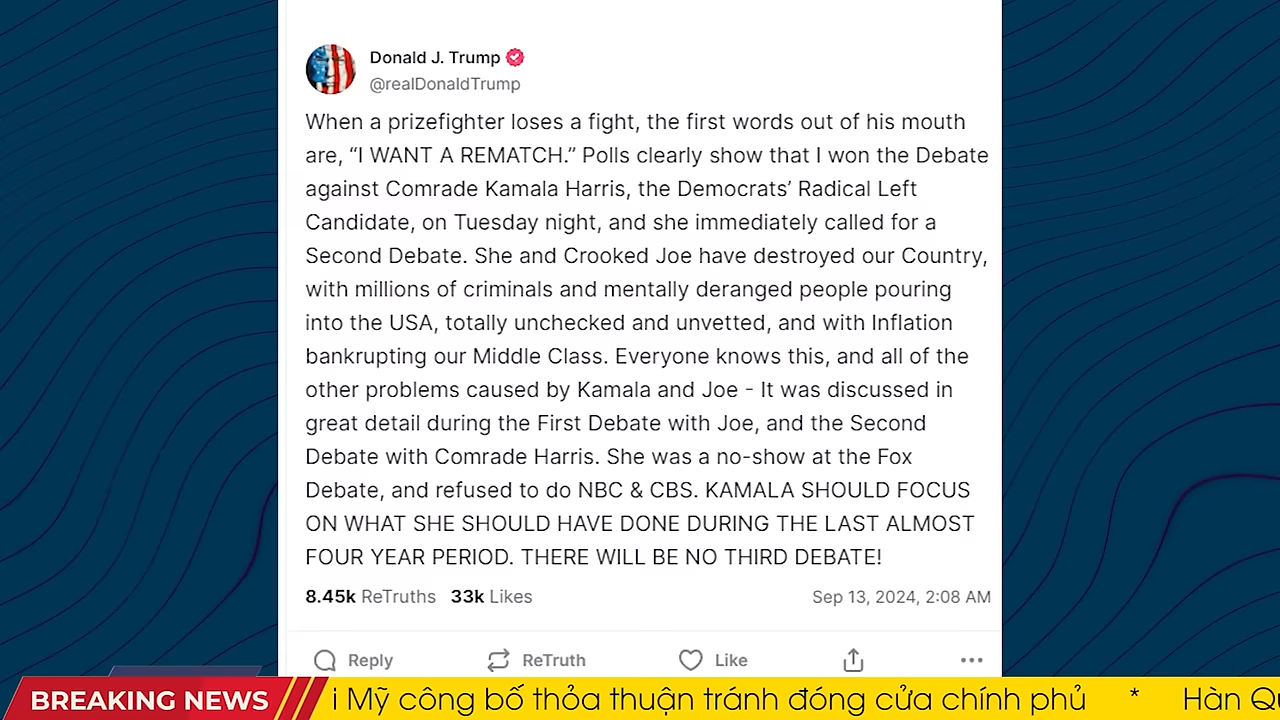 Donald J. Trump
@realDonaldTrump
When a prizefighter loses a fight, the first words out of his mouth
are, “I WANT A REMATCH.” Polls clearly show that I won the Debate
against Comrade Kamala Harris, the Democrats’ Radical Left
Candidate, on Tuesday night, and she immediately called for a
Second Debate. She and Crooked Joe have destroyed our Country,
with millions of criminals and mentally deranged people pouring
into the USA, totally unchecked and unvetted, and with Inflation
bankrupting our Middle Class. Everyone knows this, and all of the
other problems caused by Kamala and Joe - It was discussed in
great detail during the First Debate with Joe, and the Second
Debate with Comrade Harris. She was a no-show at the Fox
Debate, and refused to do NBC & CBS. KAMALA SHOULD FOCUS
ON WHAT SHE SHOULD HAVE DONE DURING THE LAST ALMOST
FOUR YEAR PERIOD. THERE WILL BE NO THIRD DEBATE!
8.45k ReTruths 33k Likes Sep 13, 2024, 2:08 AM
Reply ReTruth Like
BREAKING NEWS i Mỹ công bố thỏa thuận tránh đóng cửa chính phủ * Hàn